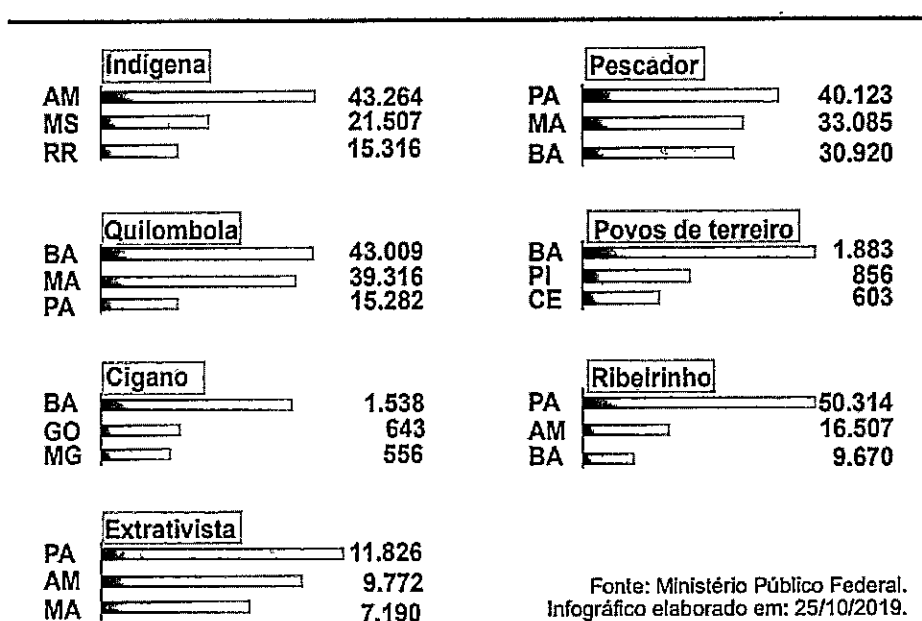 Indígena
AM 43.264
MS 21.507
RR 15.316
Pescador
PA 40.123
MA 33.085
BA 30.920
Quilombola
BA 43.009
MA 39.316
PA 15.282
Povos de terreiro
BA 1.883
PI 856
CE 603
Cigano
BA 1.538
GO 643
MG 556
Ribeirinho
PA 50.314
AM 16.507
BA 9.670
Extrativista
PA 11.826
AM 9.772
MA 7.190
Fonte: Ministério Público Federal.
Infográfico elaborado em: 25/10/2019.